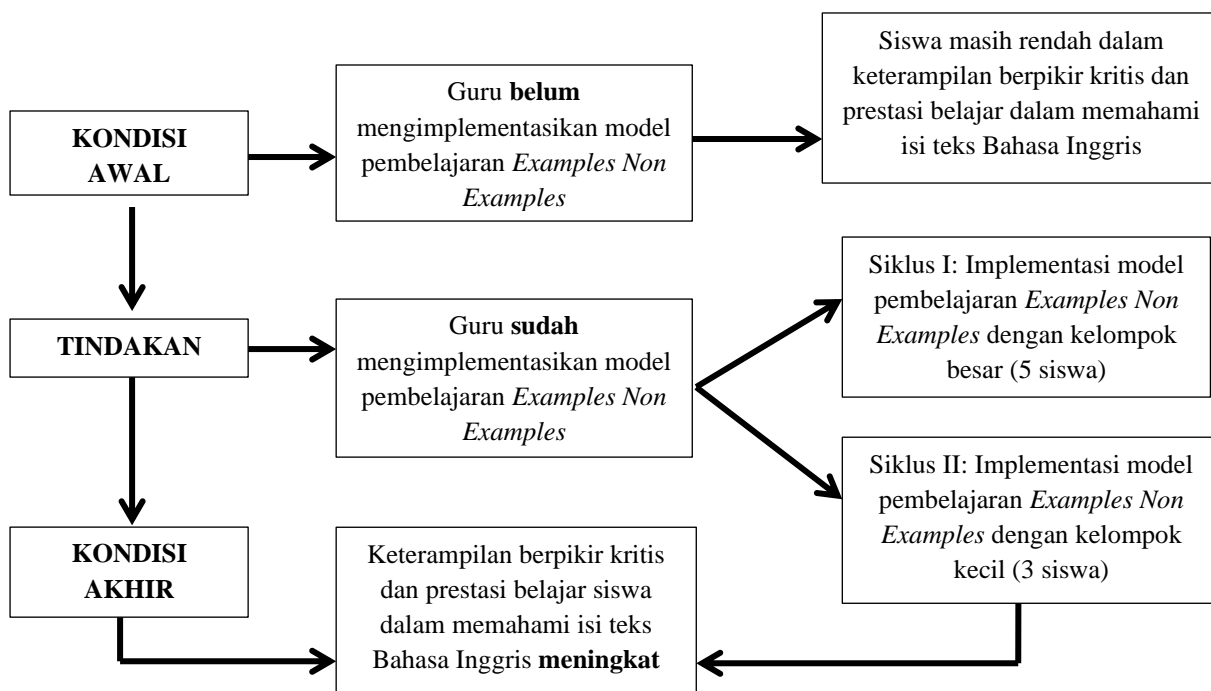 KONDISI
AWAL
Guru belum
mengimplementasikan model
pembelajaran Examples Non
Examples
Siswa masih rendah dalam
keterampilan berpikir kritis dan
prestasi belajar dalam memahami
isi teks Bahasa Inggris
TINDAKAN
Guru sudah
mengimplementasikan model
pembelajaran Examples Non
Examples
Siklus I: Implementasi model
pembelajaran Examples Non
Examples dengan kelompok
besar (5 siswa)
Siklus II: Implementasi model
pembelajaran Examples Non
Examples dengan kelompok
kecil (3 siswa)
KONDISI
AKHIR
Keterampilan berpikir kritis
dan prestasi belajar siswa
dalam memahami isi teks
Bahasa Inggris meningkat